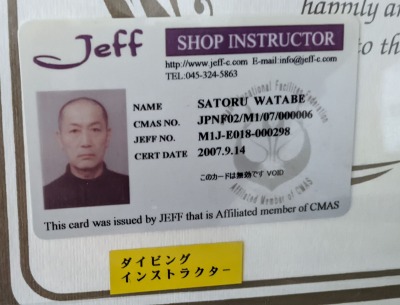 happily an
to the
Jeff SHOP INSTRUCTOR
http://www.jeff-c.com E-mail:info@jeff-c.com
TEL:045-324-5863
NAME SATORU WATABE
CMAS NO. JPNF02/M1/07/000006
JEFF NO. M1J-E018-000298
CERT DATE 2007.9.14
このカードは無効です VOID
Affiliated Member of CMAS
This card was issued by JEFF that is Affiliated member of CMAS
ダイビング
インストラクター